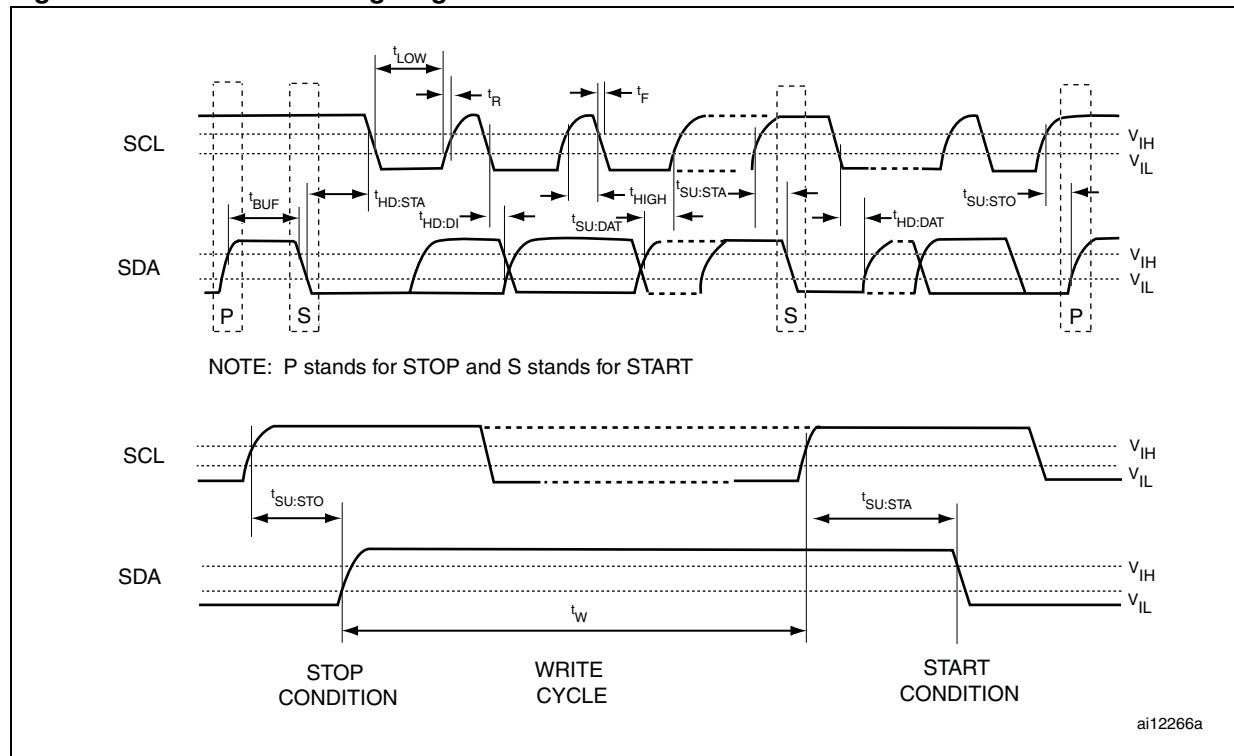 tLOW
tR
tF
SCL
VIH
VIL
tBUF
tHD:STA
tHD:DI
tSU:DAT
tHIGH
tSU:STA
tHD:DAT
tSU:STO
SDA
VIH
VIL
P
S
S
P
NOTE: P stands for STOP and S stands for START
SCL
VIH
VIL
tSU:STO
tSU:STA
SDA
VIH
VIL
tW
STOP
CONDITION
WRITE
CYCLE
START
CONDITION
ai12266a